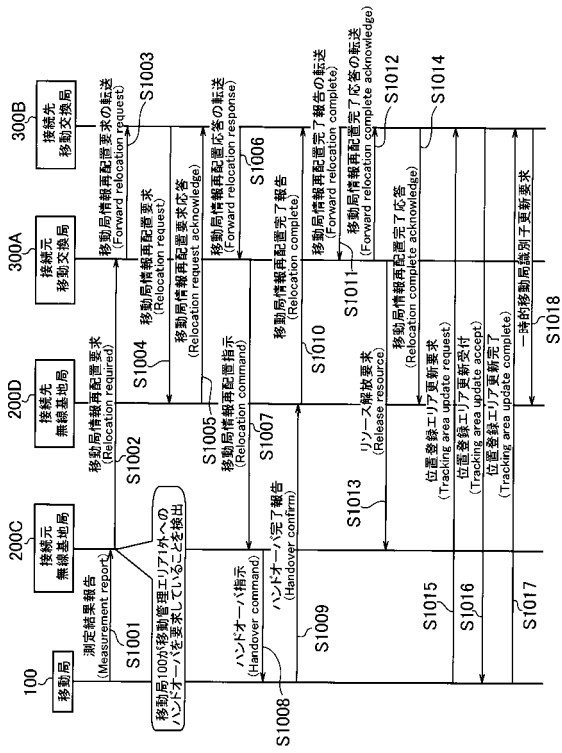 100
移動局
200C
接続元
無線基地局
200D
接続先
無線基地局
300A
接続元
移動交換局
300B
接続先
移動交換局
測定結果報告
(Measurement report)
S1001
移動局100が移動管理エリア1外への
ハンドオーバを要求していることを検出
移動局情報再配置要求
(Relocation required)
S1002
移動局情報再配置要求の転送
(Forward relocation request)
S1003
移動局情報再配置要求
(Relocation request)
S1004
移動局情報再配置要求応答
(Relocation request acknowledge)
S1005
移動局情報再配置応答の転送
(Forward relocation response)
S1006
移動局情報再配置指示
(Relocation command)
S1007
ハンドオーバ指示
(Handover command)
S1008
ハンドオーバ完了報告
(Handover confirm)
S1009
移動局情報再配置完了報告
(Relocation complete)
S1010
移動局情報再配置完了報告の転送
(Forward relocation complete)
S1011
移動局情報再配置完了応答の転送
(Forward relocation complete acknowledge)
S1012
リソース解放要求
(Release resource)
S1013
移動局情報再配置完了応答
(Relocation complete acknowledge)
S1014
位置登録エリア更新要求
(Tracking area update request)
S1015
位置登録エリア更新受付
(Tracking area update accept)
S1016
位置登録エリア更新完了
(Tracking area update complete)
S1017
一時的移動局識別子更新要求
S1018